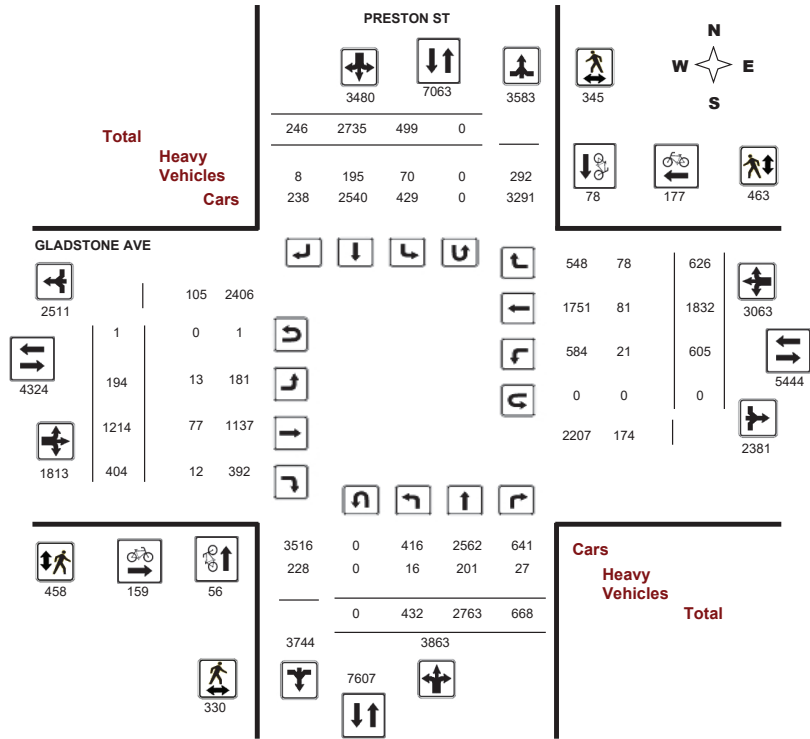 PRESTON ST
N
W E
S
3480 7063 3583 345
246 2735 499 0
Total
Heavy
Vehicles
Cars
8 195 70 0 292
238 2540 429 0 3291
78 177 463
GLADSTONE AVE
2511
105 2406
1 0 1
4324
194 13 181
1214 77 1137
1813
404 12 392
548 78 626
1751 81 1832
3063
584 21 605
5444
0 0 0
2207 174
2381
3516 0 416 2562 641
228 0 16 201 27
0 432 2763 668
3744 3863
7607
458 159 56
330
Cars
Heavy
Vehicles
Total